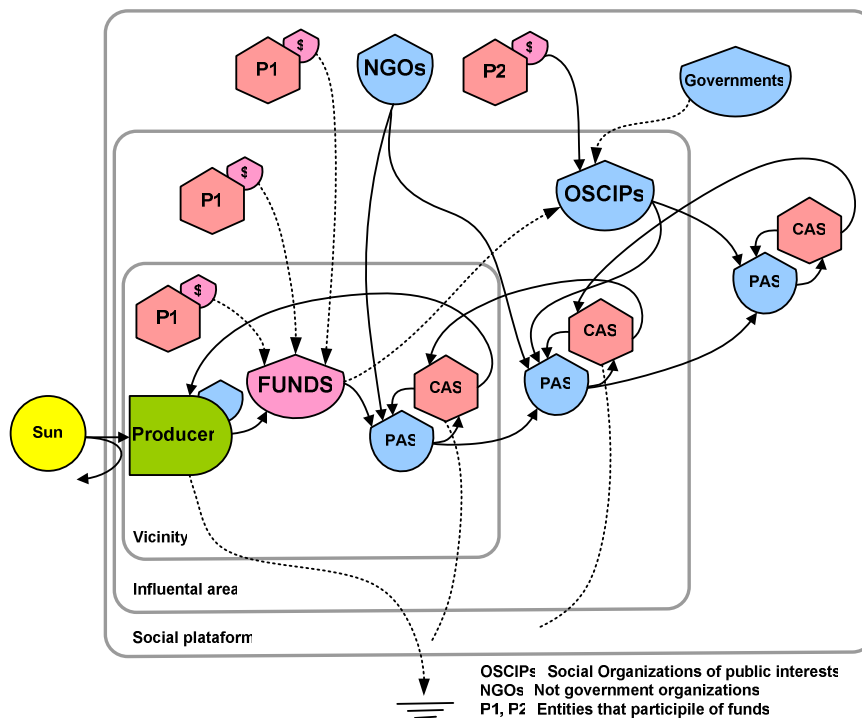 $
P1
NGOs
$
P2
Governments
$
P1
OSCIPs
CAS
PAS
$
P1
CAS
FUNDS
CAS
PAS
Sun
Producer
PAS
Vicinity
Influental area
Social plataform
OSCIPs Social Organizations of public interests
NGOs Not government organizations
P1, P2 Entities that participile of funds